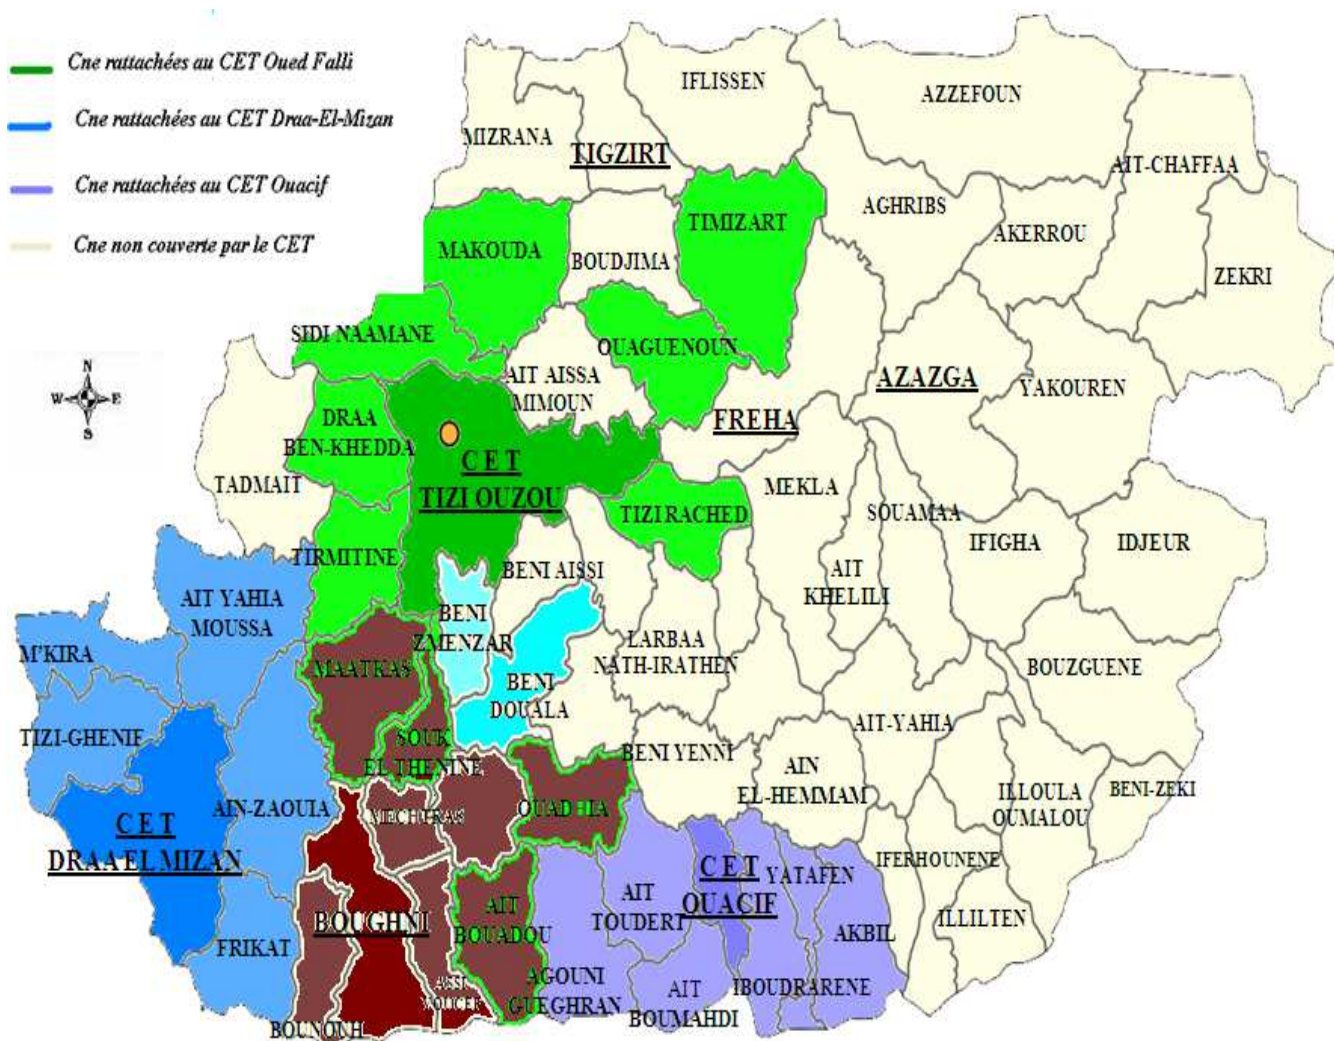 Cne rattachées au CET Oued Falli
Cne rattachées au CET Draa-El-Mizan
Cne rattachées au CET Ouacif
Cne non couverte par le CET
N
W E
S
IFLISSEN
AZZEFOUN
MIZRANA
TIGZIRT
AIT-CHAFFAA
AGHRIBS
TIMIZART
AKERROU
MAKOUDA
BOUDJIMA
ZEKRI
SIDI NAAMANE
OUAGUENOUN
AIT AISSA
MIMOUN
AZAZGA
YAKOUREN
DRAA
BEN-KHEDDA
FREHA
CET
TIZI OUZOU
TADMAIT
MEKLA
TIZI RACHED
SOUAMAA
IFIGHA
IDJEUR
TIRMITINE
BENI AISSI
AIT
KHELILI
AIT YAHIA
MOUSSA
BENI
ZMENZAR
LARBAA
NATH-IRATHEN
M'KIRA
MAATKAS
BOUZGUENE
BENI
DOUALA
AIT-YAHIA
TIZI-GHENIF
SOUK
EL THENINE
BENI YENNI
AIN
EL-HEMMAM
ILLOULA
OUMALOU
BENI-ZEKI
AIN-ZAOUIA
MECHTRAS
OUADHIA
CET
DRAA EL MIZAN
IFERHOUNENE
CET
OUACIF
YATAFEN
AIT
TOUDERT
AIT
BOUADOU
BOUGHNI
ILLILTEN
AKBIL
FRIKAT
AGOUNI
GUEGHRAN
ASSI
YOUCEF
IBOUDRARENE
AIT
BOUMAHDI
BOUNOUH